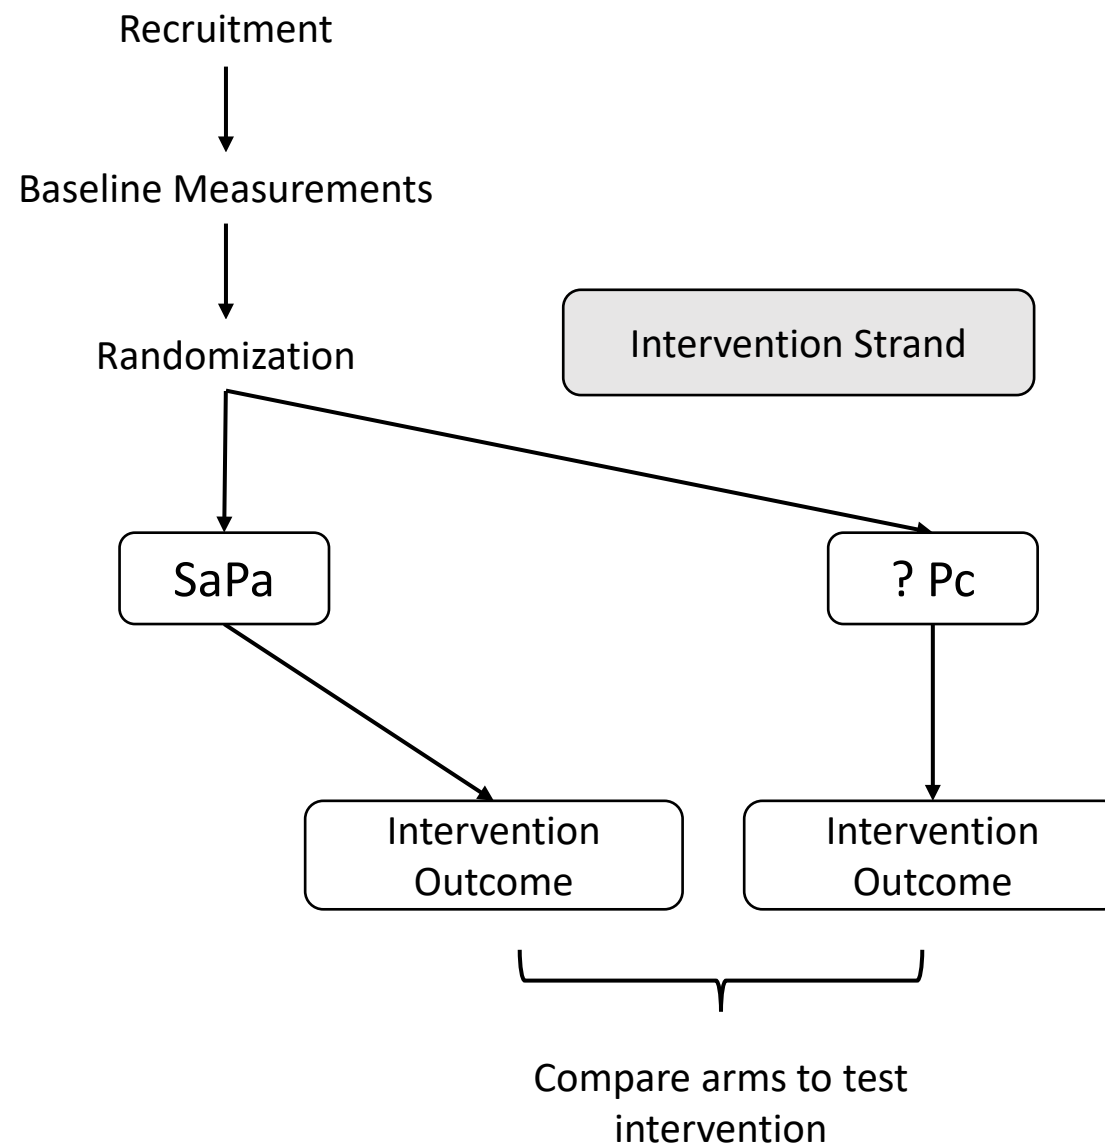 Recruitment
Baseline Measurements
Randomization
Intervention Strand
SaPa
? Pc
Intervention
Outcome
Intervention
Outcome
Compare arms to test
intervention